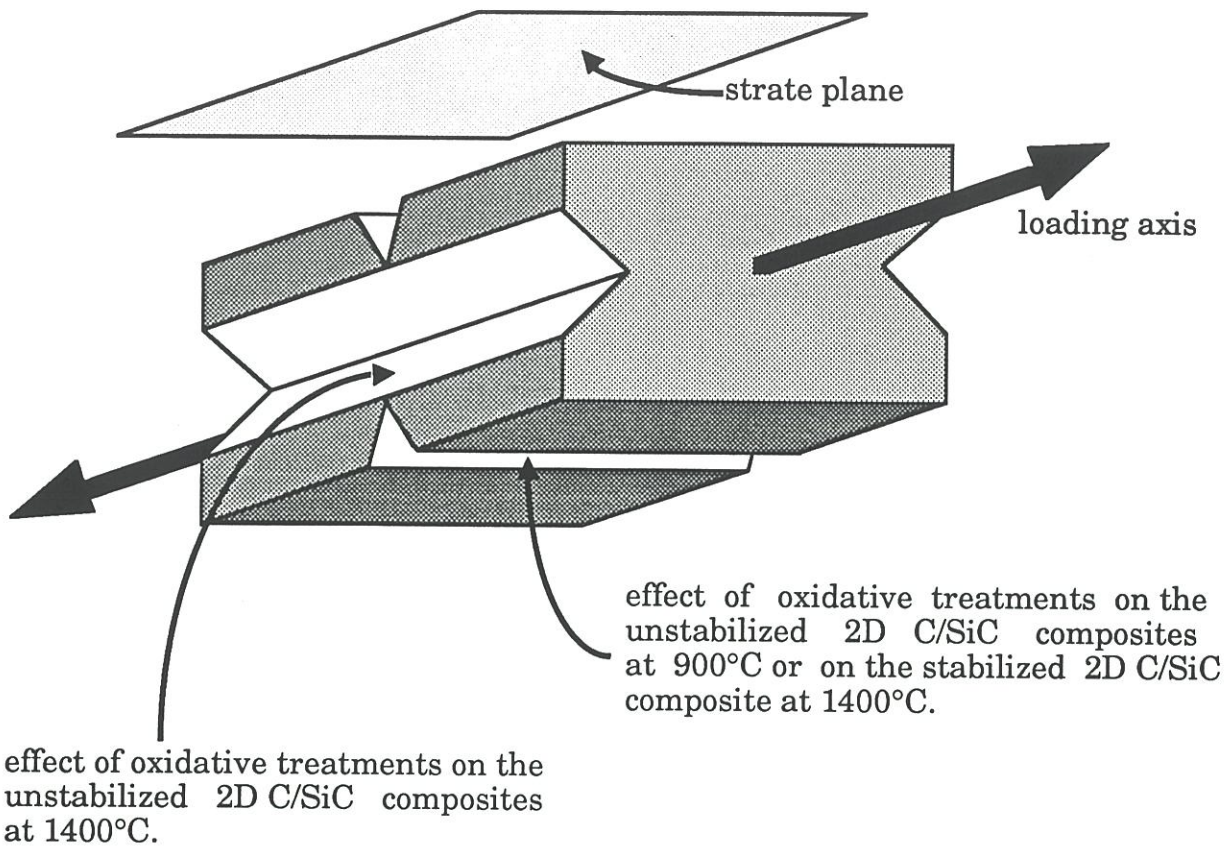 strate plane
loading axis
effect of oxidative treatments on the
unstabilized 2D C/SiC composites
at 900°C or on the stabilized 2D C/SiC
composite at 1400°C.
effect of oxidative treatments on the
unstabilized 2D C/SiC composites
at 1400°C.